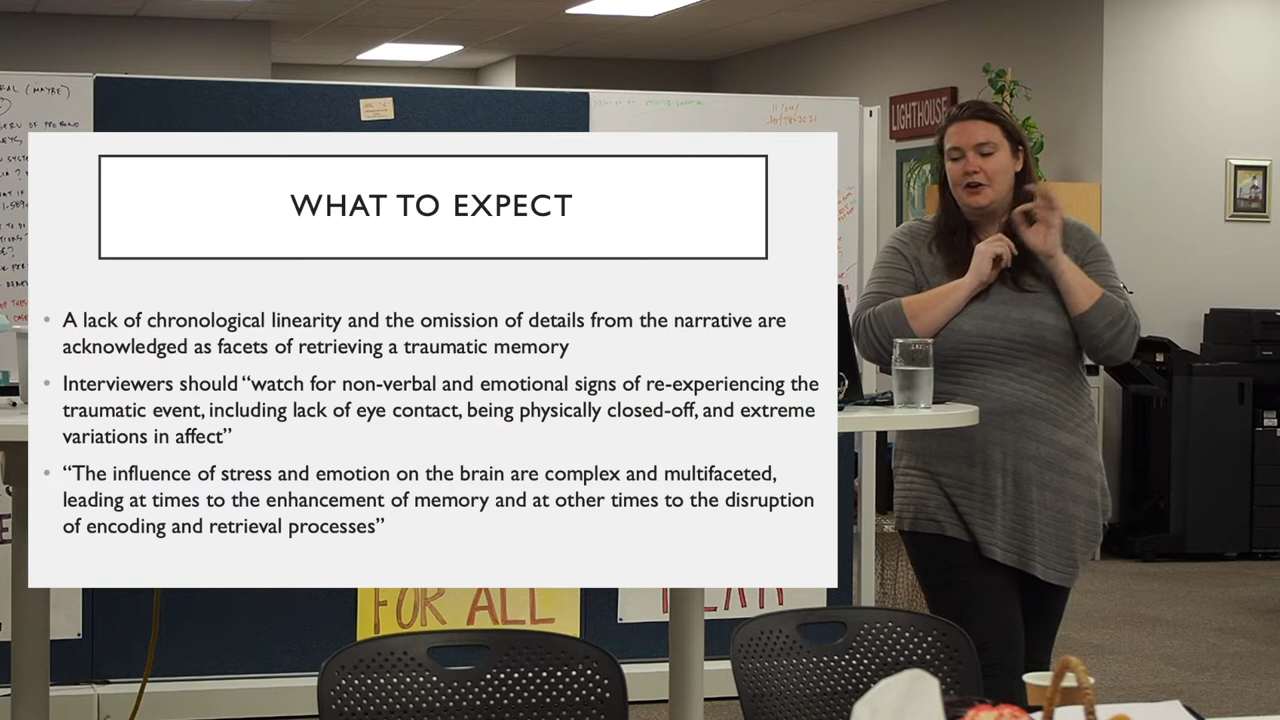 RAL (MAYBE)
LIGHTHOUSE
WHAT TO EXPECT
A lack of chronological linearity and the omission of details from the narrative are
acknowledged as facets of retrieving a traumatic memory
Interviewers should “watch for non-verbal and emotional signs of re-experiencing the
traumatic event, including lack of eye contact, being physically closed-off, and extreme
variations in affect”
“The influence of stress and emotion on the brain are complex and multifaceted,
leading at times to the enhancement of memory and at other times to the disruption
of encoding and retrieval processes”
FOR ALL